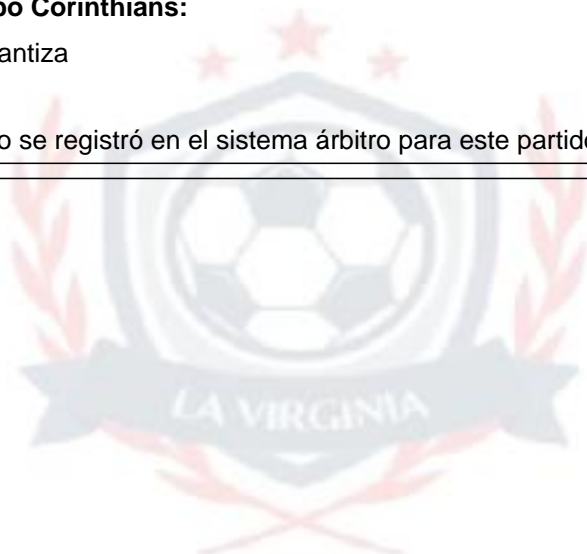 po Corinthians:
antiza
o se registró en el sistema árbitro para este partido
LA VIRGINIA